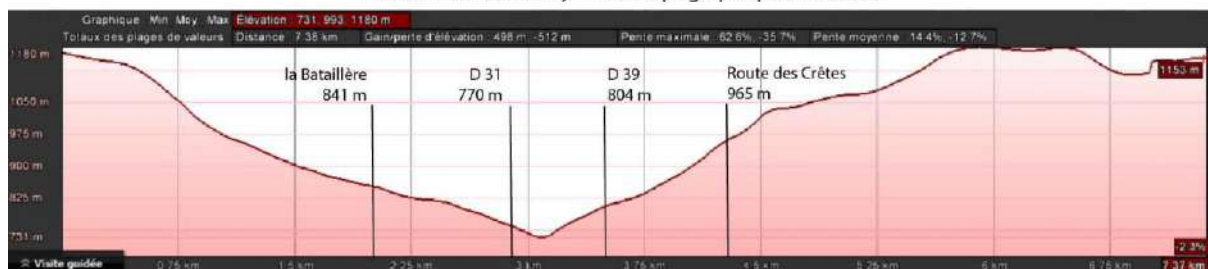 Graphique Min Moy Max Élévation : 731, 993, 1180 m
Totaux des plages de valeurs Distance : 7.38 km Gain/perte d'élévation : 498 m, -512 m Pente maximale : 62.6%, -35.7% Pente moyenne : 14.4%, -12.7%
1180 m
la Bataillère
841 m
D 31
770 m
D 39
804 m
Route des Crêtes
965 m
1150 m
1050 m
975 m
900 m
825 m
731 m
-2.3%
Visite guidée 0.75 km 1.5 km 2.25 km 3 km 3.75 km 4.5 km 5.25 km 6 km 6.75 km 7.37 km